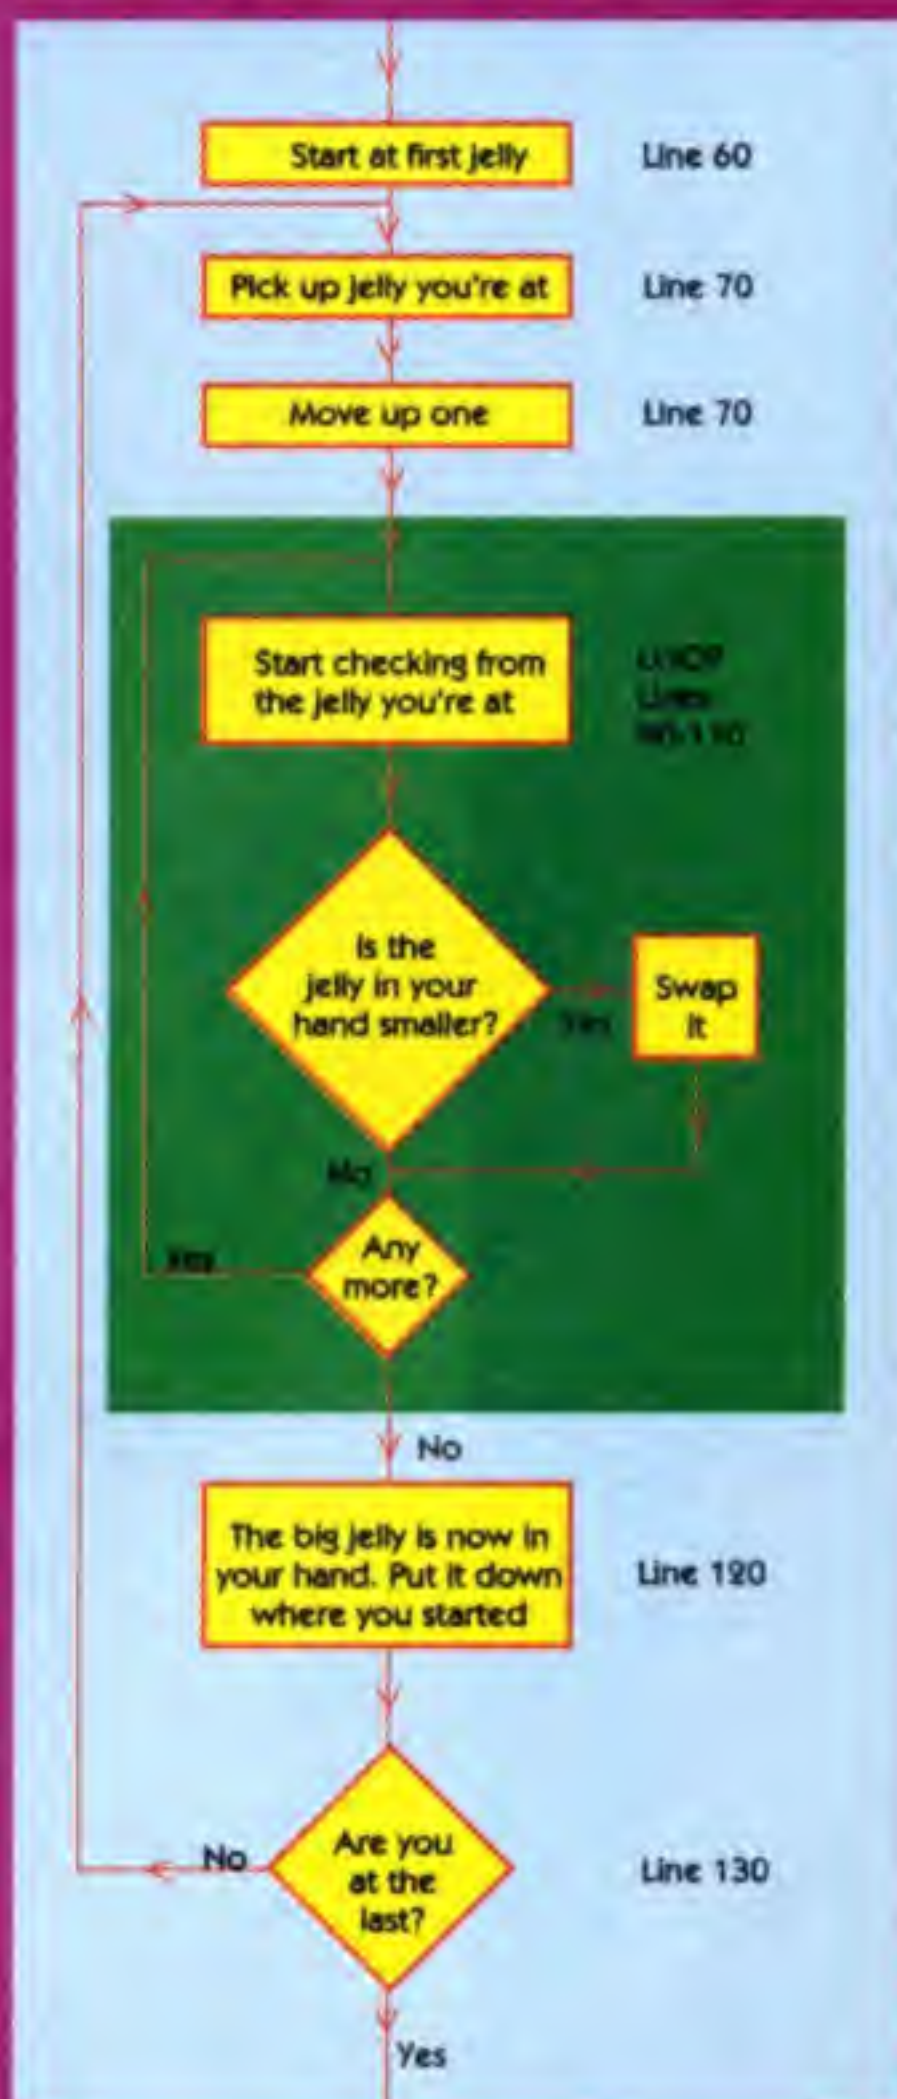 Start at first jelly
Line 60
Pick up jelly you're at
Line 70
Move up one
Line 70
Start checking from
the jelly you're at
Lines
Is the
jelly in your
hand smaller?
Yes
Swap
it
No
Any
more?
Yes
No
The big jelly is now in
your hand. Put it down
where you started
Line 120
Are you
at the
last?
No
Line 130
Yes